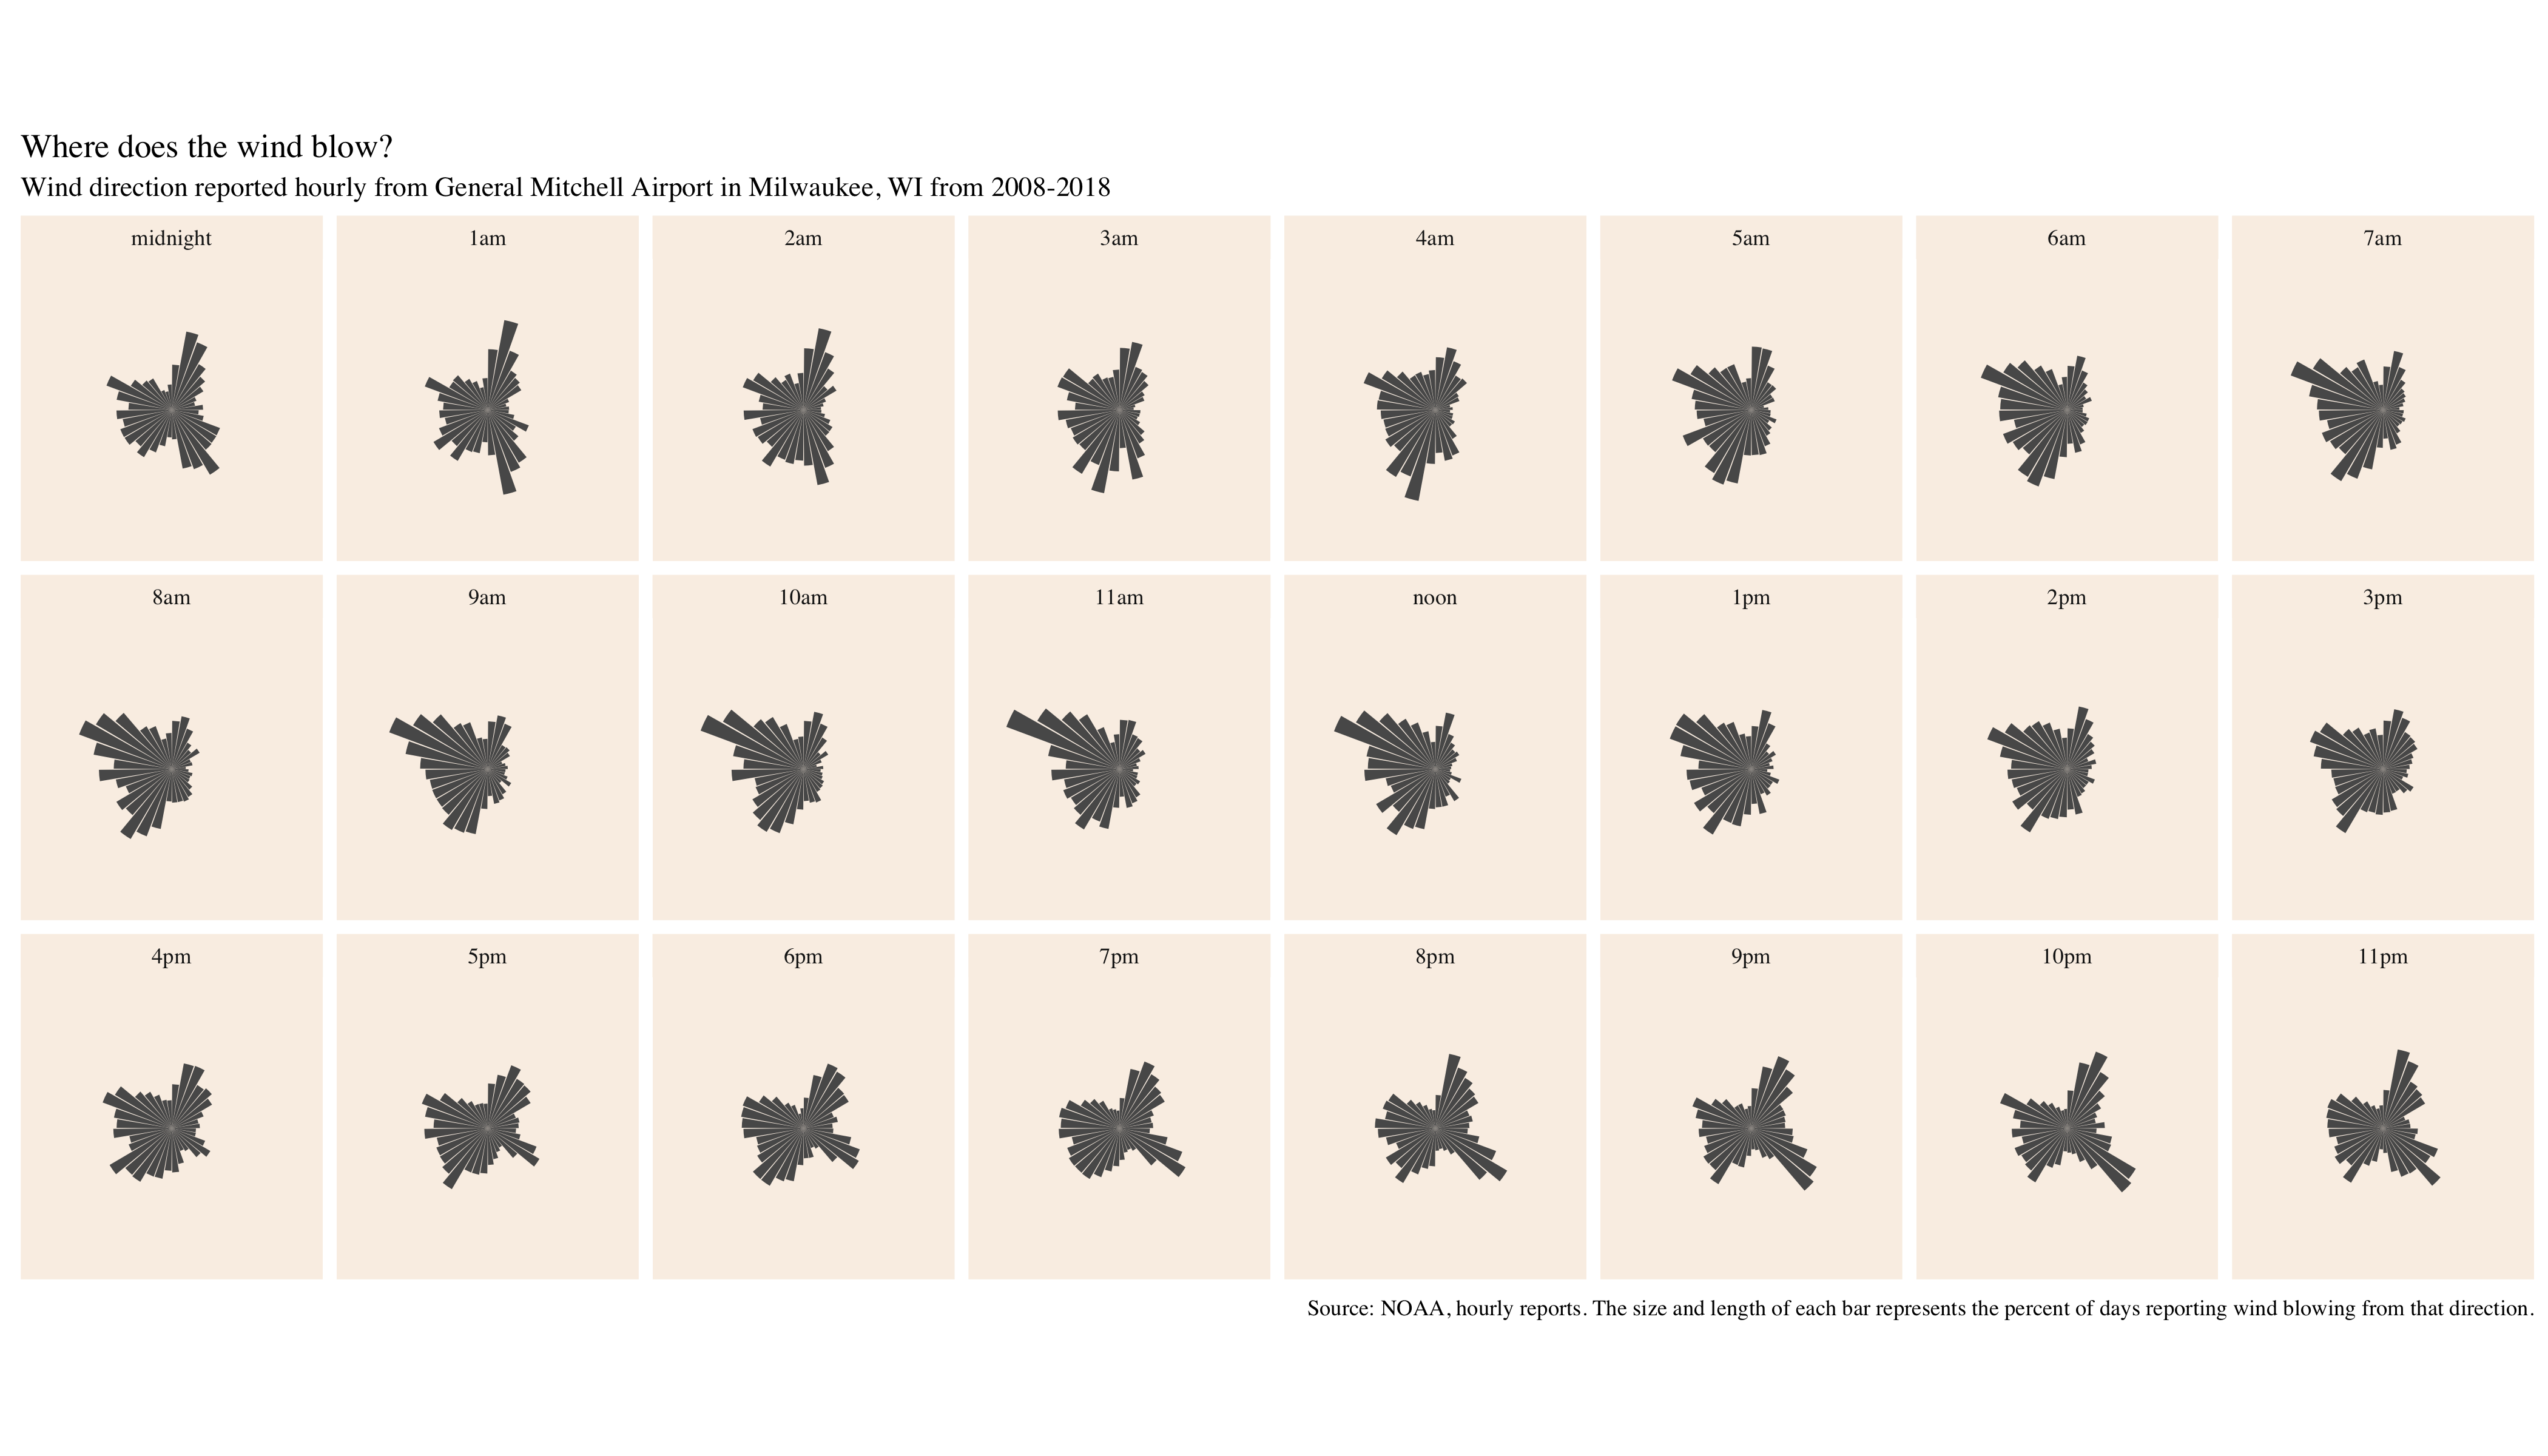 Where does the wind blow?
Wind direction reported hourly from General Mitchell Airport in Milwaukee, WI from 2008-2018
midnight 1am 2am 3am 4am 5am 6am 7am
8am 9am 10am 11am noon 1pm 2pm 3pm
4pm 5pm 6pm 7pm 8pm 9pm 10pm 11pm
Source: NOAA, hourly reports. The size and length of each bar represents the percent of days reporting wind blowing from that direction.